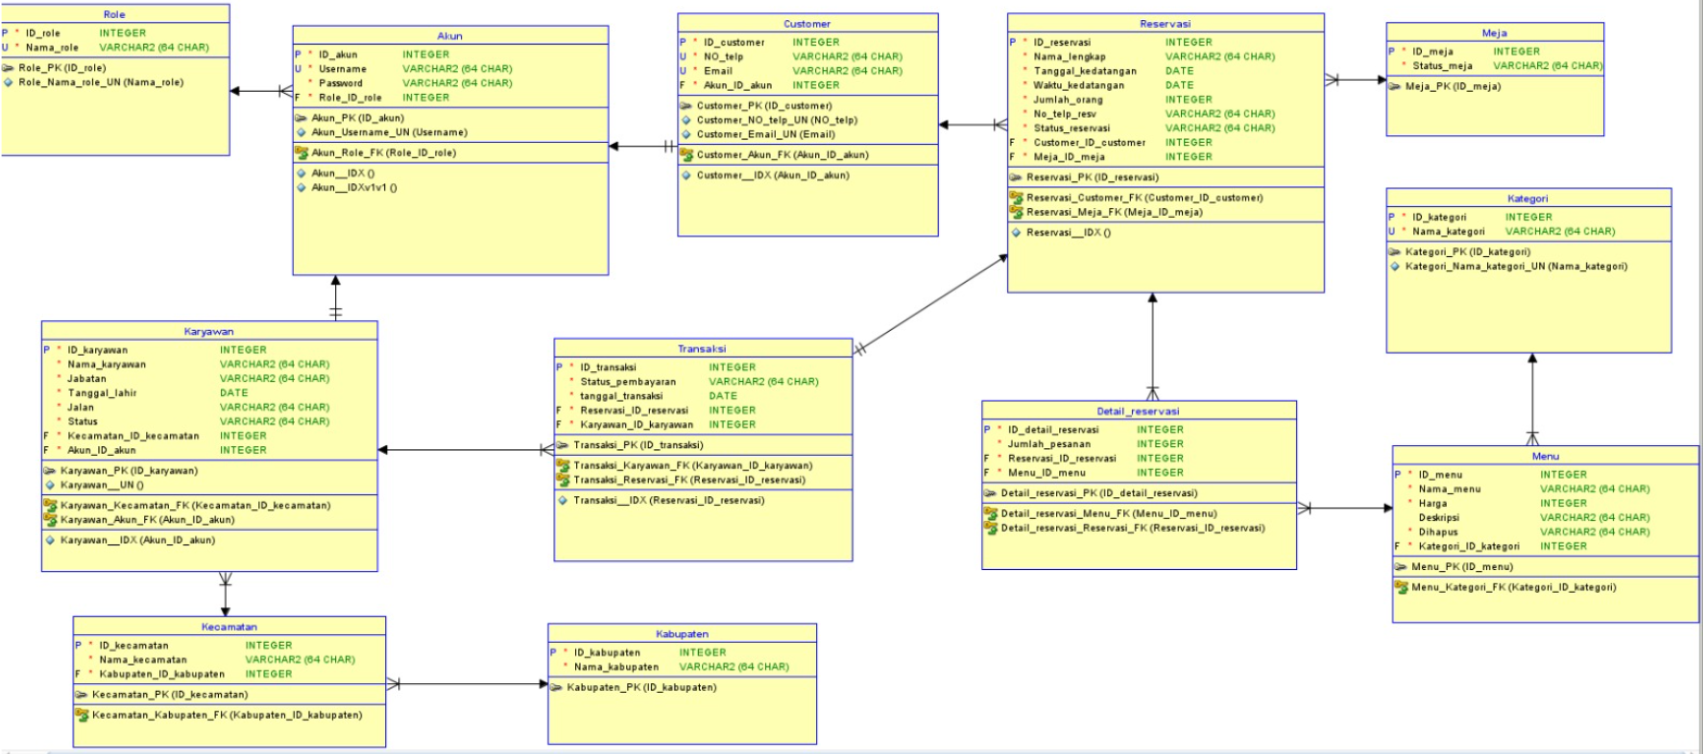 Role
P * ID_role INTEGER
U * Nama_role VARCHAR2 (64 CHAR)
Role_PK (ID_role)
Role_Nama_role_UN (Nama_role)
Akun
P * ID_akun INTEGER
U * Username VARCHAR2 (64 CHAR)
* Password VARCHAR2 (64 CHAR)
F * Role_ID_role INTEGER
Akun_PK (ID_akun)
Akun_Username_UN (Username)
Akun_Role_FK (Role_ID_role)
Akun__IDX ()
Akun__IDXv1v1 ()
Customer
P * ID_customer INTEGER
U * NO_telp VARCHAR2 (64 CHAR)
U * Email VARCHAR2 (64 CHAR)
F * Akun_ID_akun INTEGER
Customer_PK (ID_customer)
Customer_NO_telp_UN (NO_telp)
Customer_Email_UN (Email)
Customer_Akun_FK (Akun_ID_akun)
Customer__IDX (Akun_ID_akun)
Reservasi
P * ID_reservasi INTEGER
* Nama_lengkap VARCHAR2 (64 CHAR)
* Tanggal_kedatangan DATE
* Waktu_kedatangan DATE
* Jumlah_orang INTEGER
* No_telp_resv VARCHAR2 (64 CHAR)
* Status_reservasi VARCHAR2 (64 CHAR)
F * Customer_ID_customer INTEGER
F * Meja_ID_meja INTEGER
Reservasi_PK (ID_reservasi)
Reservasi_Customer_FK (Customer_ID_customer)
Reservasi_Meja_FK (Meja_ID_meja)
Reservasi__IDX ()
Meja
P * ID_meja INTEGER
* Status_meja VARCHAR2 (64 CHAR)
Meja_PK (ID_meja)
Kategori
P * ID_kategori INTEGER
U * Nama_kategori VARCHAR2 (64 CHAR)
Kategori_PK (ID_kategori)
Kategori_Nama_kategori_UN (Nama_kategori)
Karyawan
P * ID_karyawan INTEGER
* Nama_karyawan VARCHAR2 (64 CHAR)
* Jabatan VARCHAR2 (64 CHAR)
* Tanggal_lahir DATE
* Jalan VARCHAR2 (64 CHAR)
* Status VARCHAR2 (64 CHAR)
F * Kecamatan_ID_kecamatan INTEGER
F * Akun_ID_akun INTEGER
Karyawan_PK (ID_karyawan)
Karyawan__UN ()
Karyawan_Kecamatan_FK (Kecamatan_ID_kecamatan)
Karyawan_Akun_FK (Akun_ID_akun)
Karyawan__IDX (Akun_ID_akun)
Transaksi
P * ID_transaksi INTEGER
* Status_pembayaran VARCHAR2 (64 CHAR)
* tanggal_transaksi DATE
F * Reservasi_ID_reservasi INTEGER
F * Karyawan_ID_karyawan INTEGER
Transaksi_PK (ID_transaksi)
Transaksi_Karyawan_FK (Karyawan_ID_karyawan)
Transaksi_Reservasi_FK (Reservasi_ID_reservasi)
Transaksi__IDX (Reservasi_ID_reservasi)
Detail_reservasi
P * ID_detail_reservasi INTEGER
* Jumlah_pesanan INTEGER
F * Reservasi_ID_reservasi INTEGER
F * Menu_ID_menu INTEGER
Detail_reservasi_PK (ID_detail_reservasi)
Detail_reservasi_Menu_FK (Menu_ID_menu)
Detail_reservasi_Reservasi_FK (Reservasi_ID_reservasi)
Menu
P * ID_menu INTEGER
* Nama_menu VARCHAR2 (64 CHAR)
* Harga INTEGER
Deskripsi VARCHAR2 (64 CHAR)
* Dihapus VARCHAR2 (64 CHAR)
F * Kategori_ID_kategori INTEGER
Menu_PK (ID_menu)
Menu_Kategori_FK (Kategori_ID_kategori)
Kecamatan
P * ID_kecamatan INTEGER
* Nama_kecamatan VARCHAR2 (64 CHAR)
F * Kabupaten_ID_kabupaten INTEGER
Kecamatan_PK (ID_kecamatan)
Kecamatan_Kabupaten_FK (Kabupaten_ID_kabupaten)
Kabupaten
P * ID_kabupaten INTEGER
* Nama_kabupaten VARCHAR2 (64 CHAR)
Kabupaten_PK (ID_kabupaten)